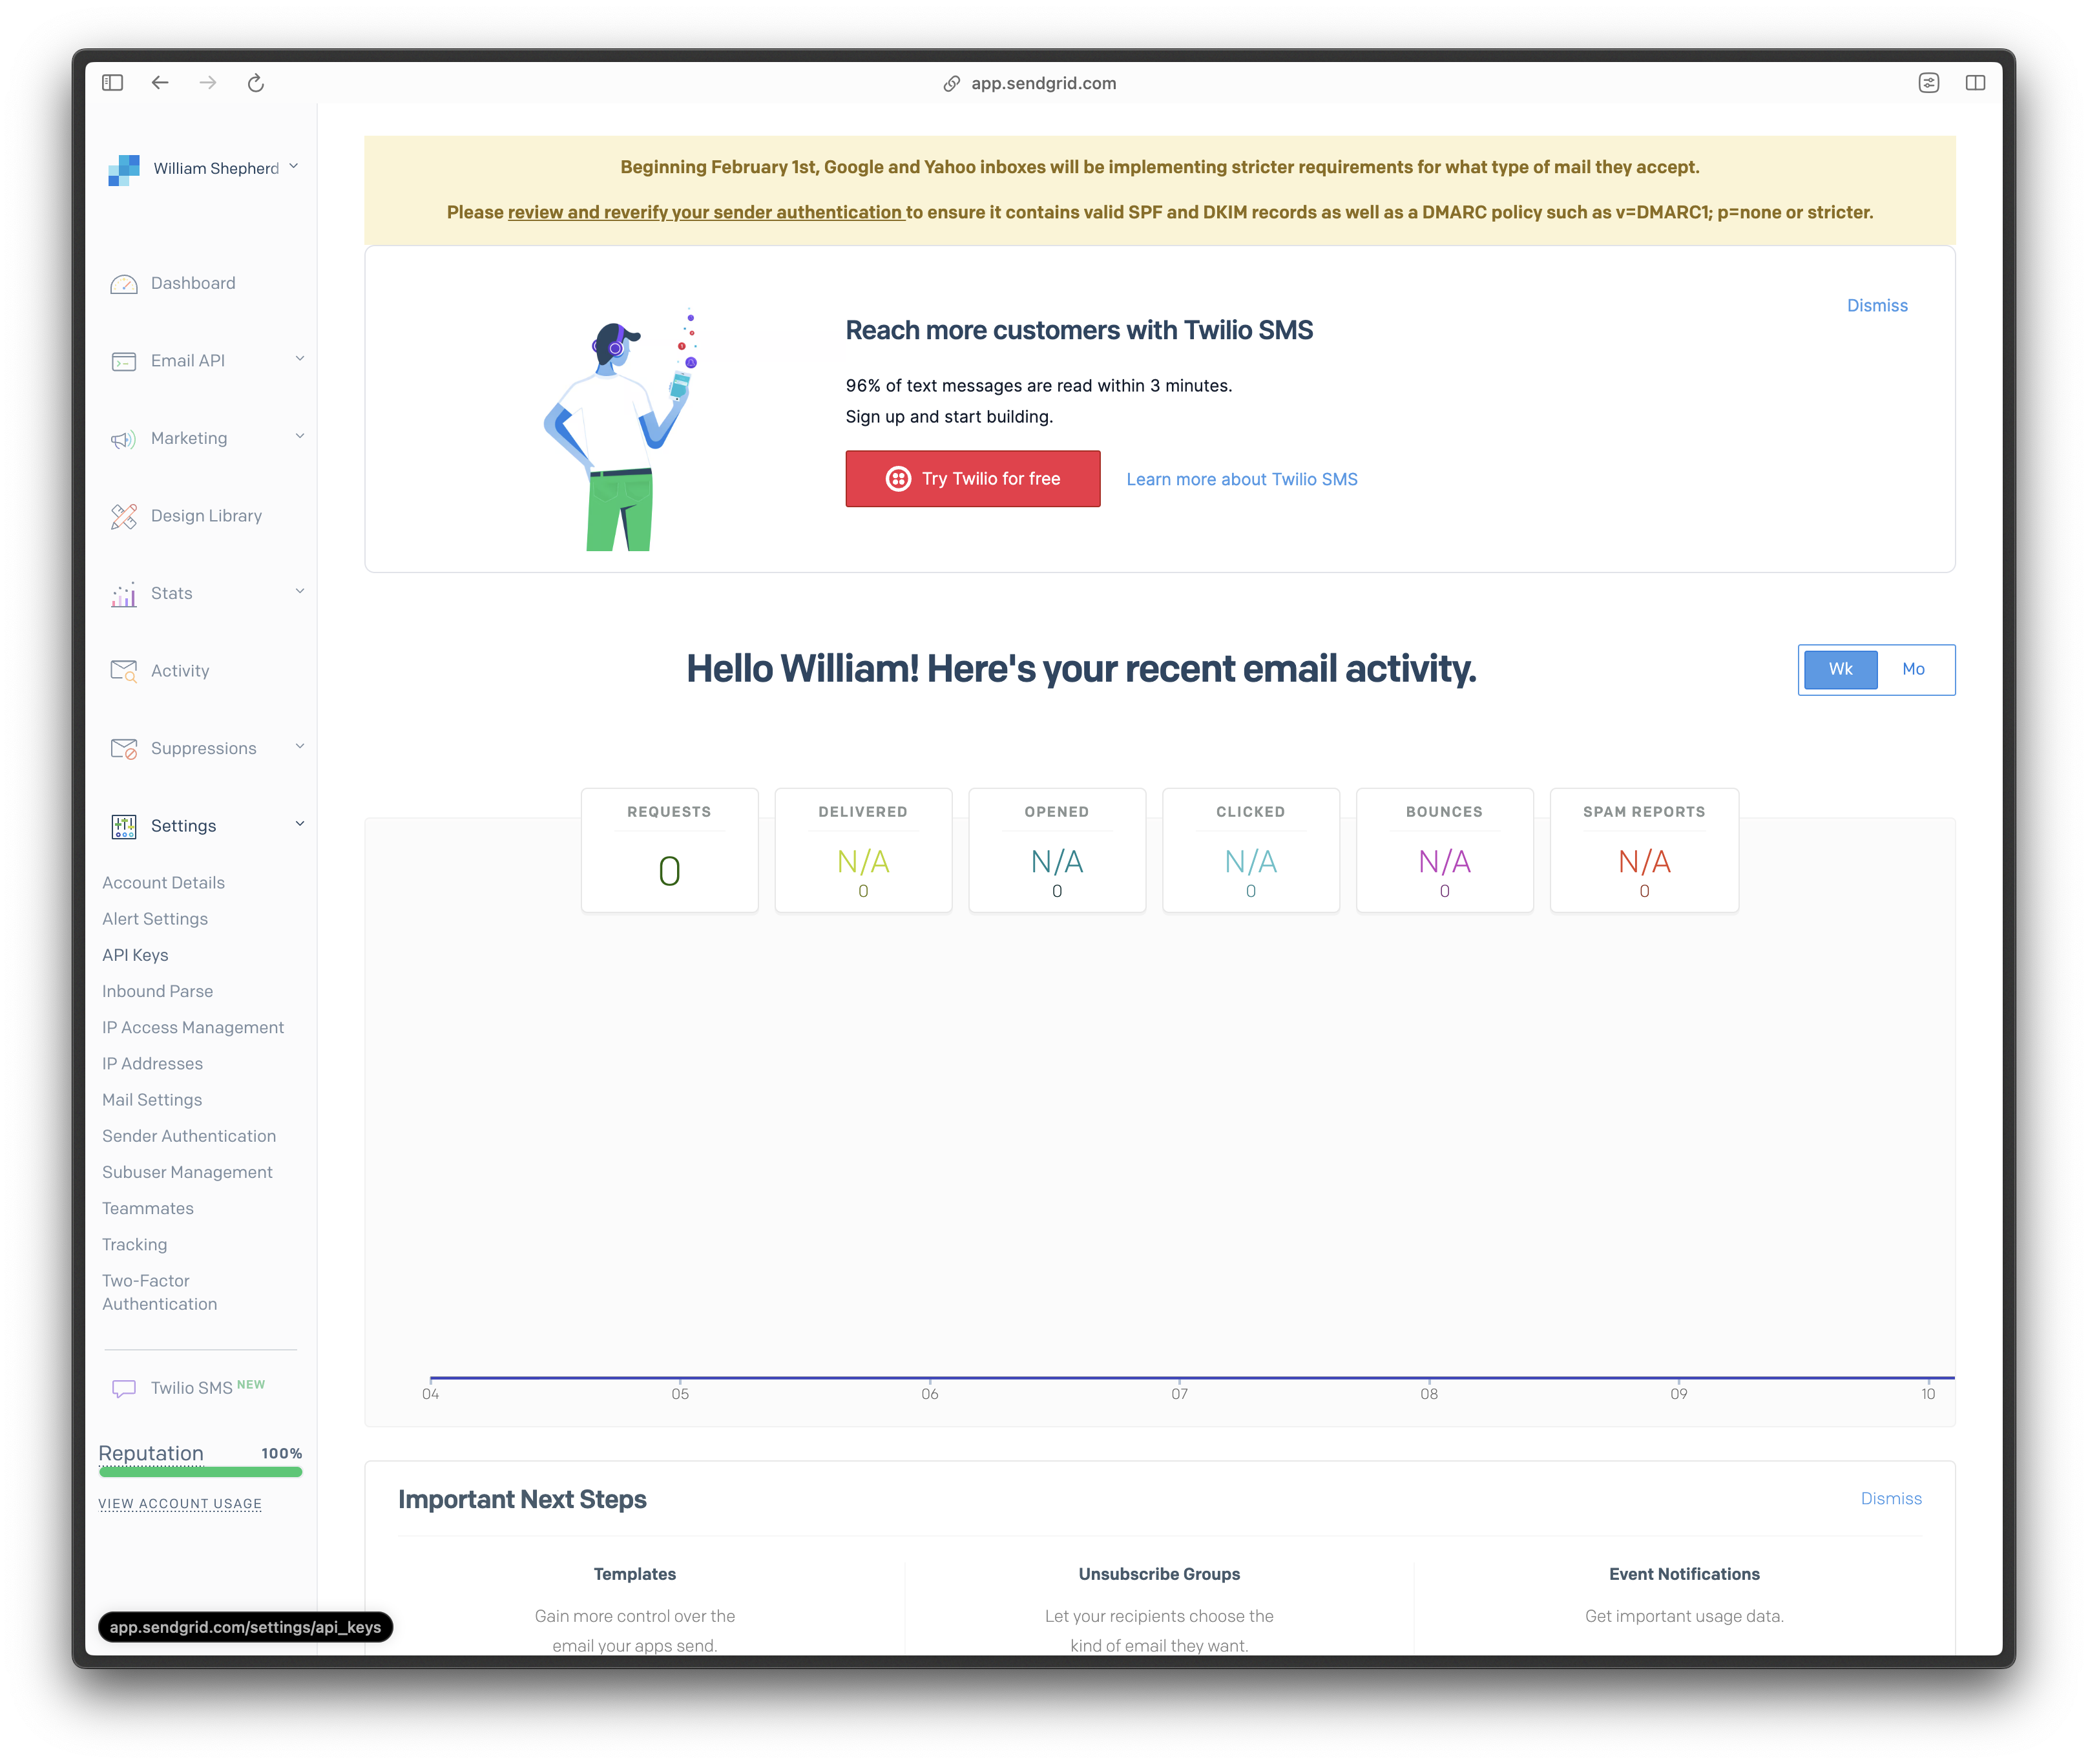 app.sendgrid.com
William Shepherd
Dashboard
Email API
Marketing
Design Library
Stats
Activity
Suppressions
Settings
Account Details
Alert Settings
API Keys
Inbound Parse
IP Access Management
IP Addresses
Mail Settings
Sender Authentication
Subuser Management
Teammates
Tracking
Two-Factor
Authentication
Twilio SMS NEW
Reputation 100%
VIEW ACCOUNT USAGE
app.sendgrid.com/settings/api_keys
Beginning February 1st, Google and Yahoo inboxes will be implementing stricter requirements for what type of mail they accept.
Please review and reverify your sender authentication to ensure it contains valid SPF and DKIM records as well as a DMARC policy such as v=DMARC1; p=none or stricter.
Dismiss
Reach more customers with Twilio SMS
96% of text messages are read within 3 minutes.
Sign up and start building.
Try Twilio for free Learn more about Twilio SMS
Hello William! Here's your recent email activity.
Wk Mo
REQUESTS DELIVERED OPENED CLICKED BOUNCES SPAM REPORTS
0 N/A N/A N/A N/A N/A
0 0 0 0 0
04 05 06 07 08 09 10
Important Next Steps Dismiss
Templates Unsubscribe Groups Event Notifications
Gain more control over the Let your recipients choose the Get important usage data.
email your apps send. kind of email they want.